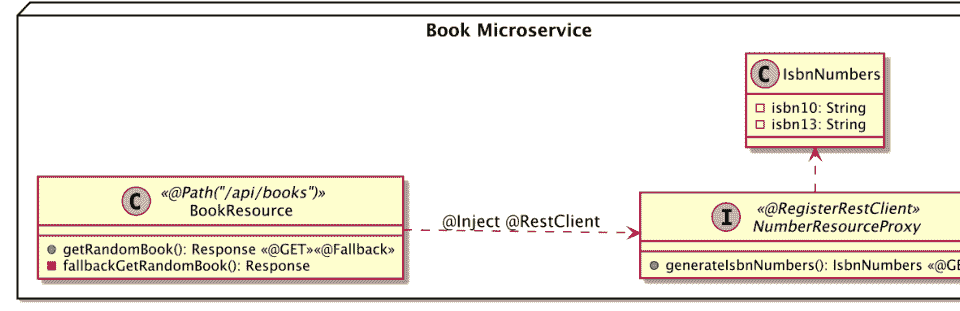 Book Microservice
C IsbnNumbers
isbn10: String
isbn13: String
C «@Path("/api/books")»
BookResource
getRandomBook(): Response «@GET»«@Fallback»
fallbackGetRandomBook(): Response
@Inject @RestClient
I «@RegisterRestClient»
NumberResourceProxy
generateIsbnNumbers(): IsbnNumbers «@GE